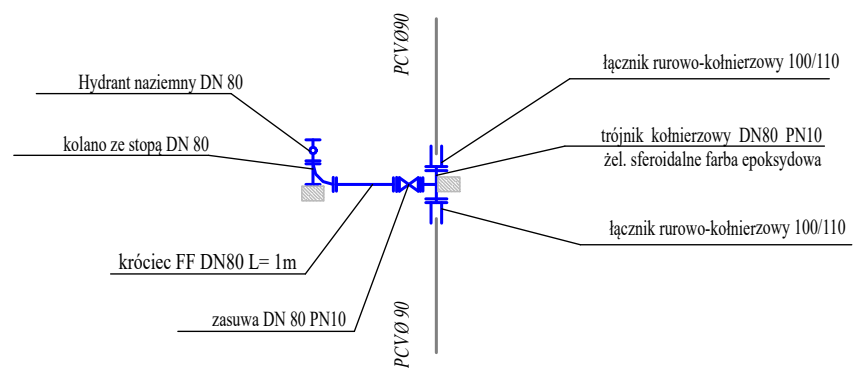 PCVØ90
łącznik rurowo-kołnierzowy 100/110
Hydrant naziemny DN 80
kolano ze stopą DN 80
trójnik kołnierzowy DN80 PN10
żel. sferoidalne farba epoksydowa
łącznik rurowo-kołnierzowy 100/110
króciec FF DN80 L= 1m
zasuwa DN 80 PN10
PCVØ 90